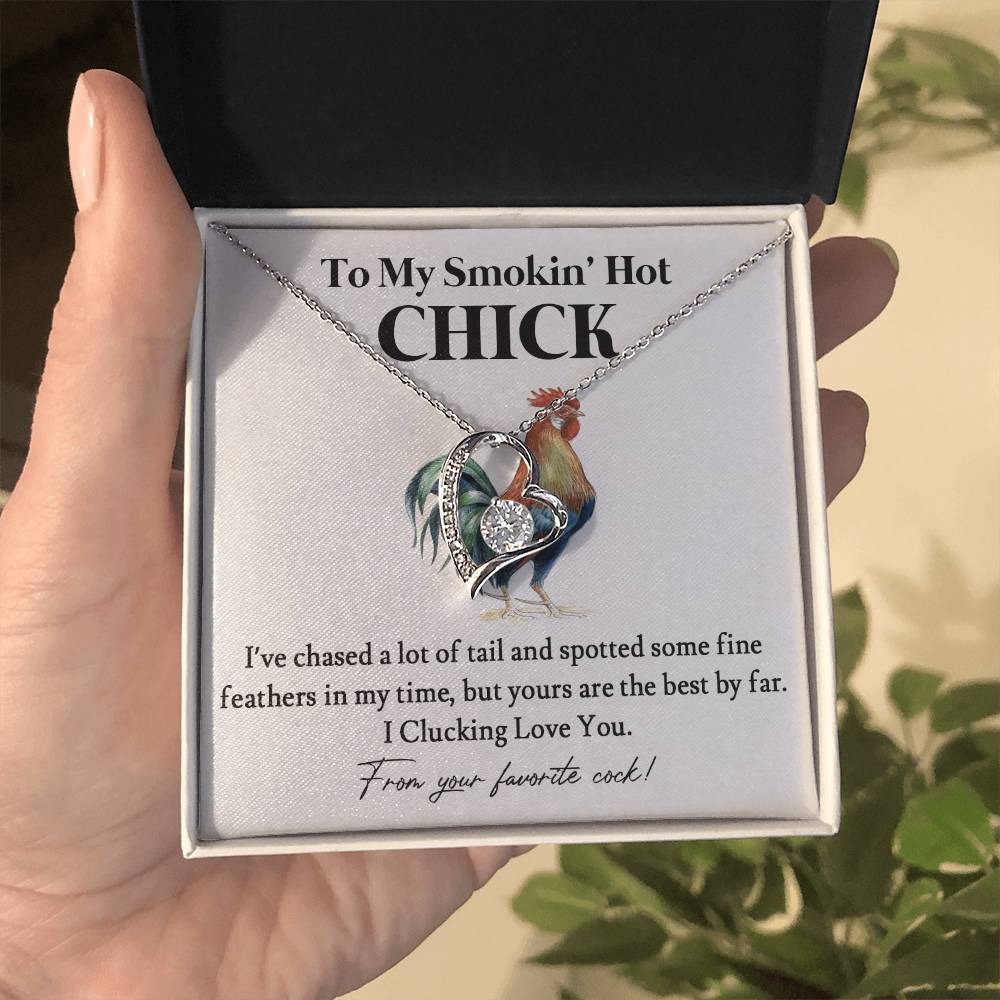 To My Smokin' Hot
CHICK
I've chased a lot of tail and spotted some fine
feathers in my time, but yours are the best by far.
I Clucking Love You.
From your favorite cock!